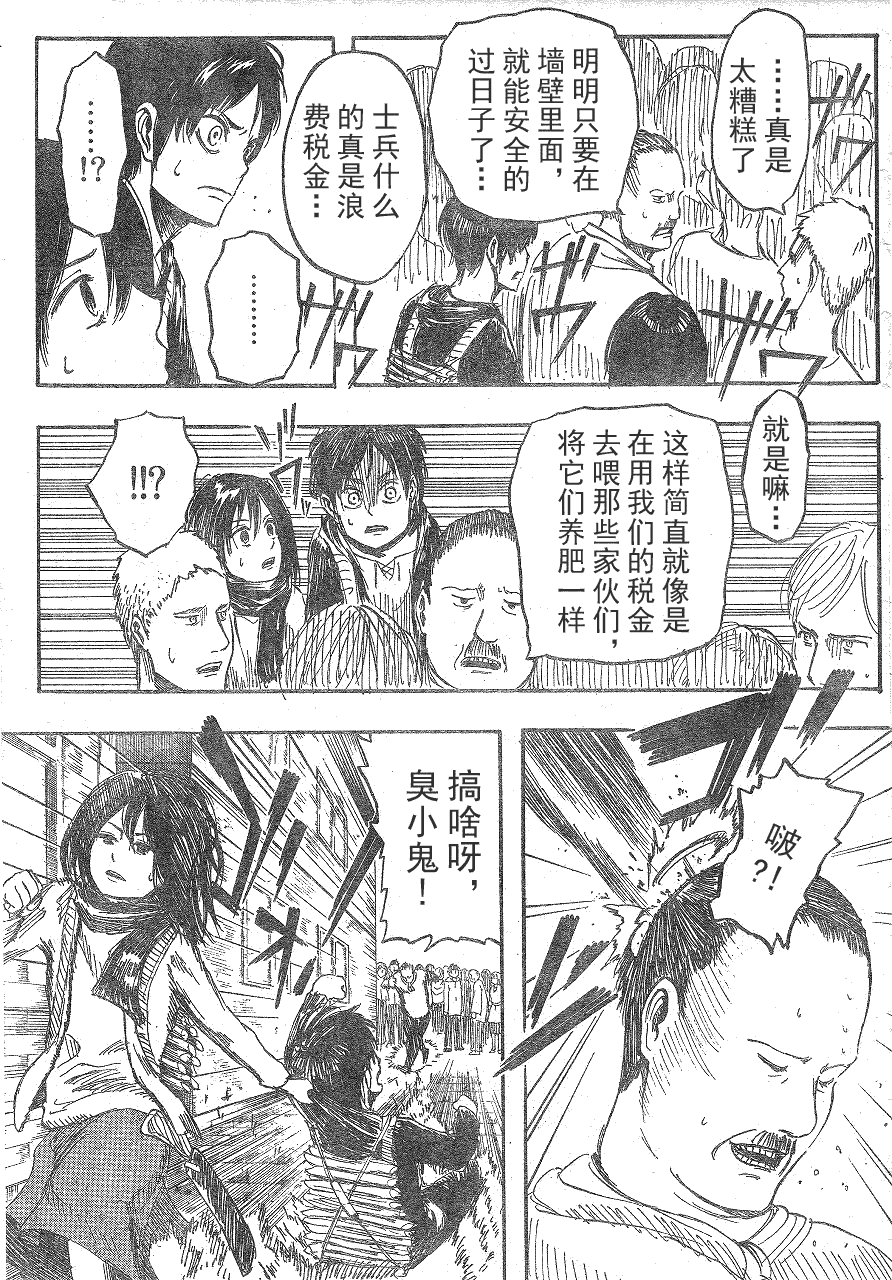 ……真是
太糟糕了
明明只要在
墙壁里面，
就能安全的
过日子了…
士兵什么
的真是浪
费税金…
……!?
………
就是嘛…
这样简直就像是
在用我们的税金
去喂那些家伙们，
将它们养肥一样
!!?
啵
?!
搞啥呀，
臭小鬼！